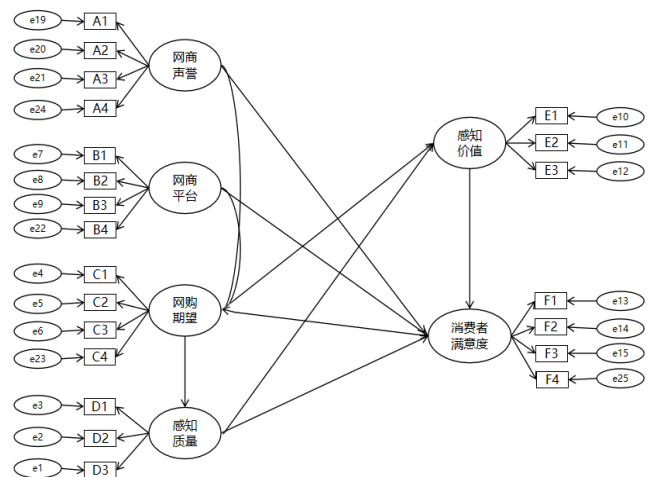 e19 A1
e20 A2
e21 A3
e24 A4
网商
声誉
e7 B1
e8 B2
e9 B3
e22 B4
网商
平台
e4 C1
e5 C2
e6 C3
e23 C4
网购
期望
e3 D1
e2 D2
e1 D3
感知
质量
感知
价值
E1 e10
E2 e11
E3 e12
消费者
满意度
F1 e13
F2 e14
F3 e15
F4 e25